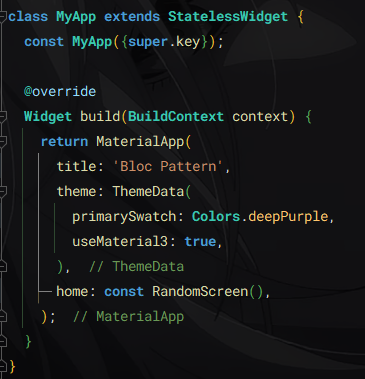 class MyApp extends StatelessWidget {
  const MyApp({super.key});
  @override
  Widget build(BuildContext context) {
    return MaterialApp(
      title: 'Bloc Pattern',
      theme: ThemeData(
        primarySwatch: Colors.deepPurple,
        useMaterial3: true,
      ),  // ThemeData
      home: const RandomScreen(),
    );  // MaterialApp
  }
}